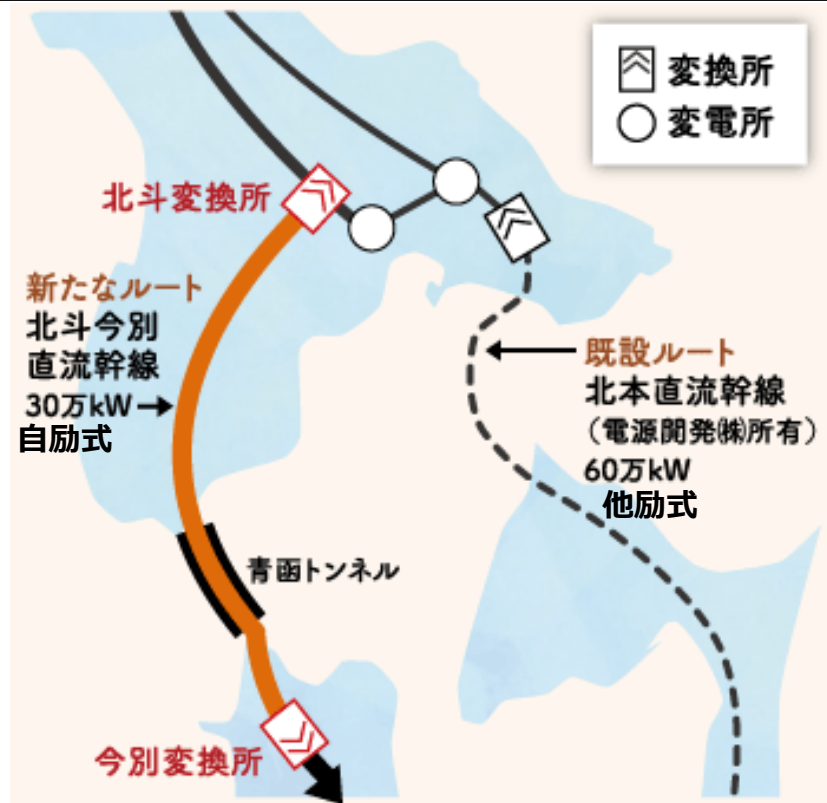 変換所
変電所
北斗変換所
新たなルート
北斗今別
直流幹線
30万kW
自励式
既設ルート
北本直流幹線
（電源開発㈱所有）
60万kW
他励式
青函トンネル
今別変換所